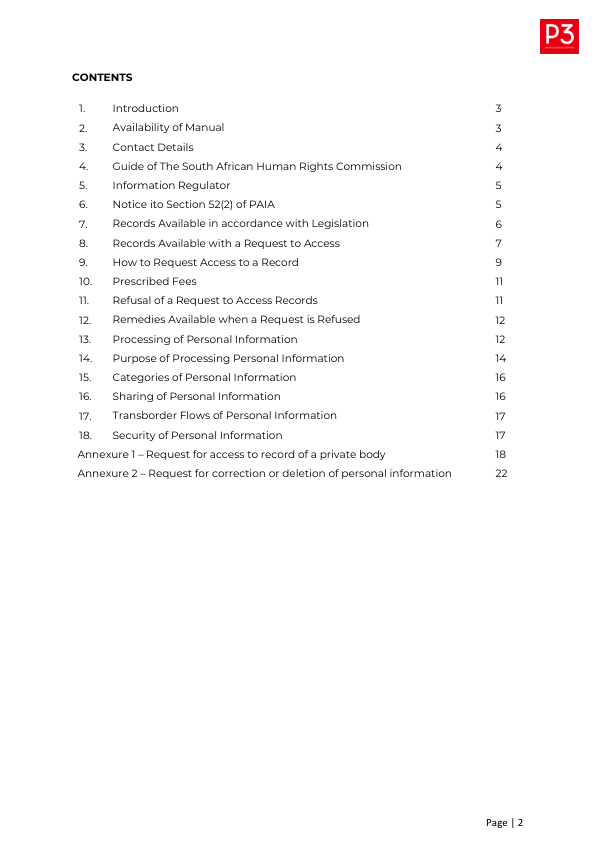 P3
CONTENTS
1. Introduction 3
2. Availability of Manual 3
3. Contact Details 4
4. Guide of The South African Human Rights Commission 4
5. Information Regulator 5
6. Notice ito Section 52(2) of PAIA 5
7. Records Available in accordance with Legislation 6
8. Records Available with a Request to Access 7
9. How to Request Access to a Record 9
10. Prescribed Fees 11
11. Refusal of a Request to Access Records 11
12. Remedies Available when a Request is Refused 12
13. Processing of Personal Information 12
14. Purpose of Processing Personal Information 14
15. Categories of Personal Information 16
16. Sharing of Personal Information 16
17. Transborder Flows of Personal Information 17
18. Security of Personal Information 17
Annexure 1 – Request for access to record of a private body 18
Annexure 2 – Request for correction or deletion of personal information 22
Page | 2